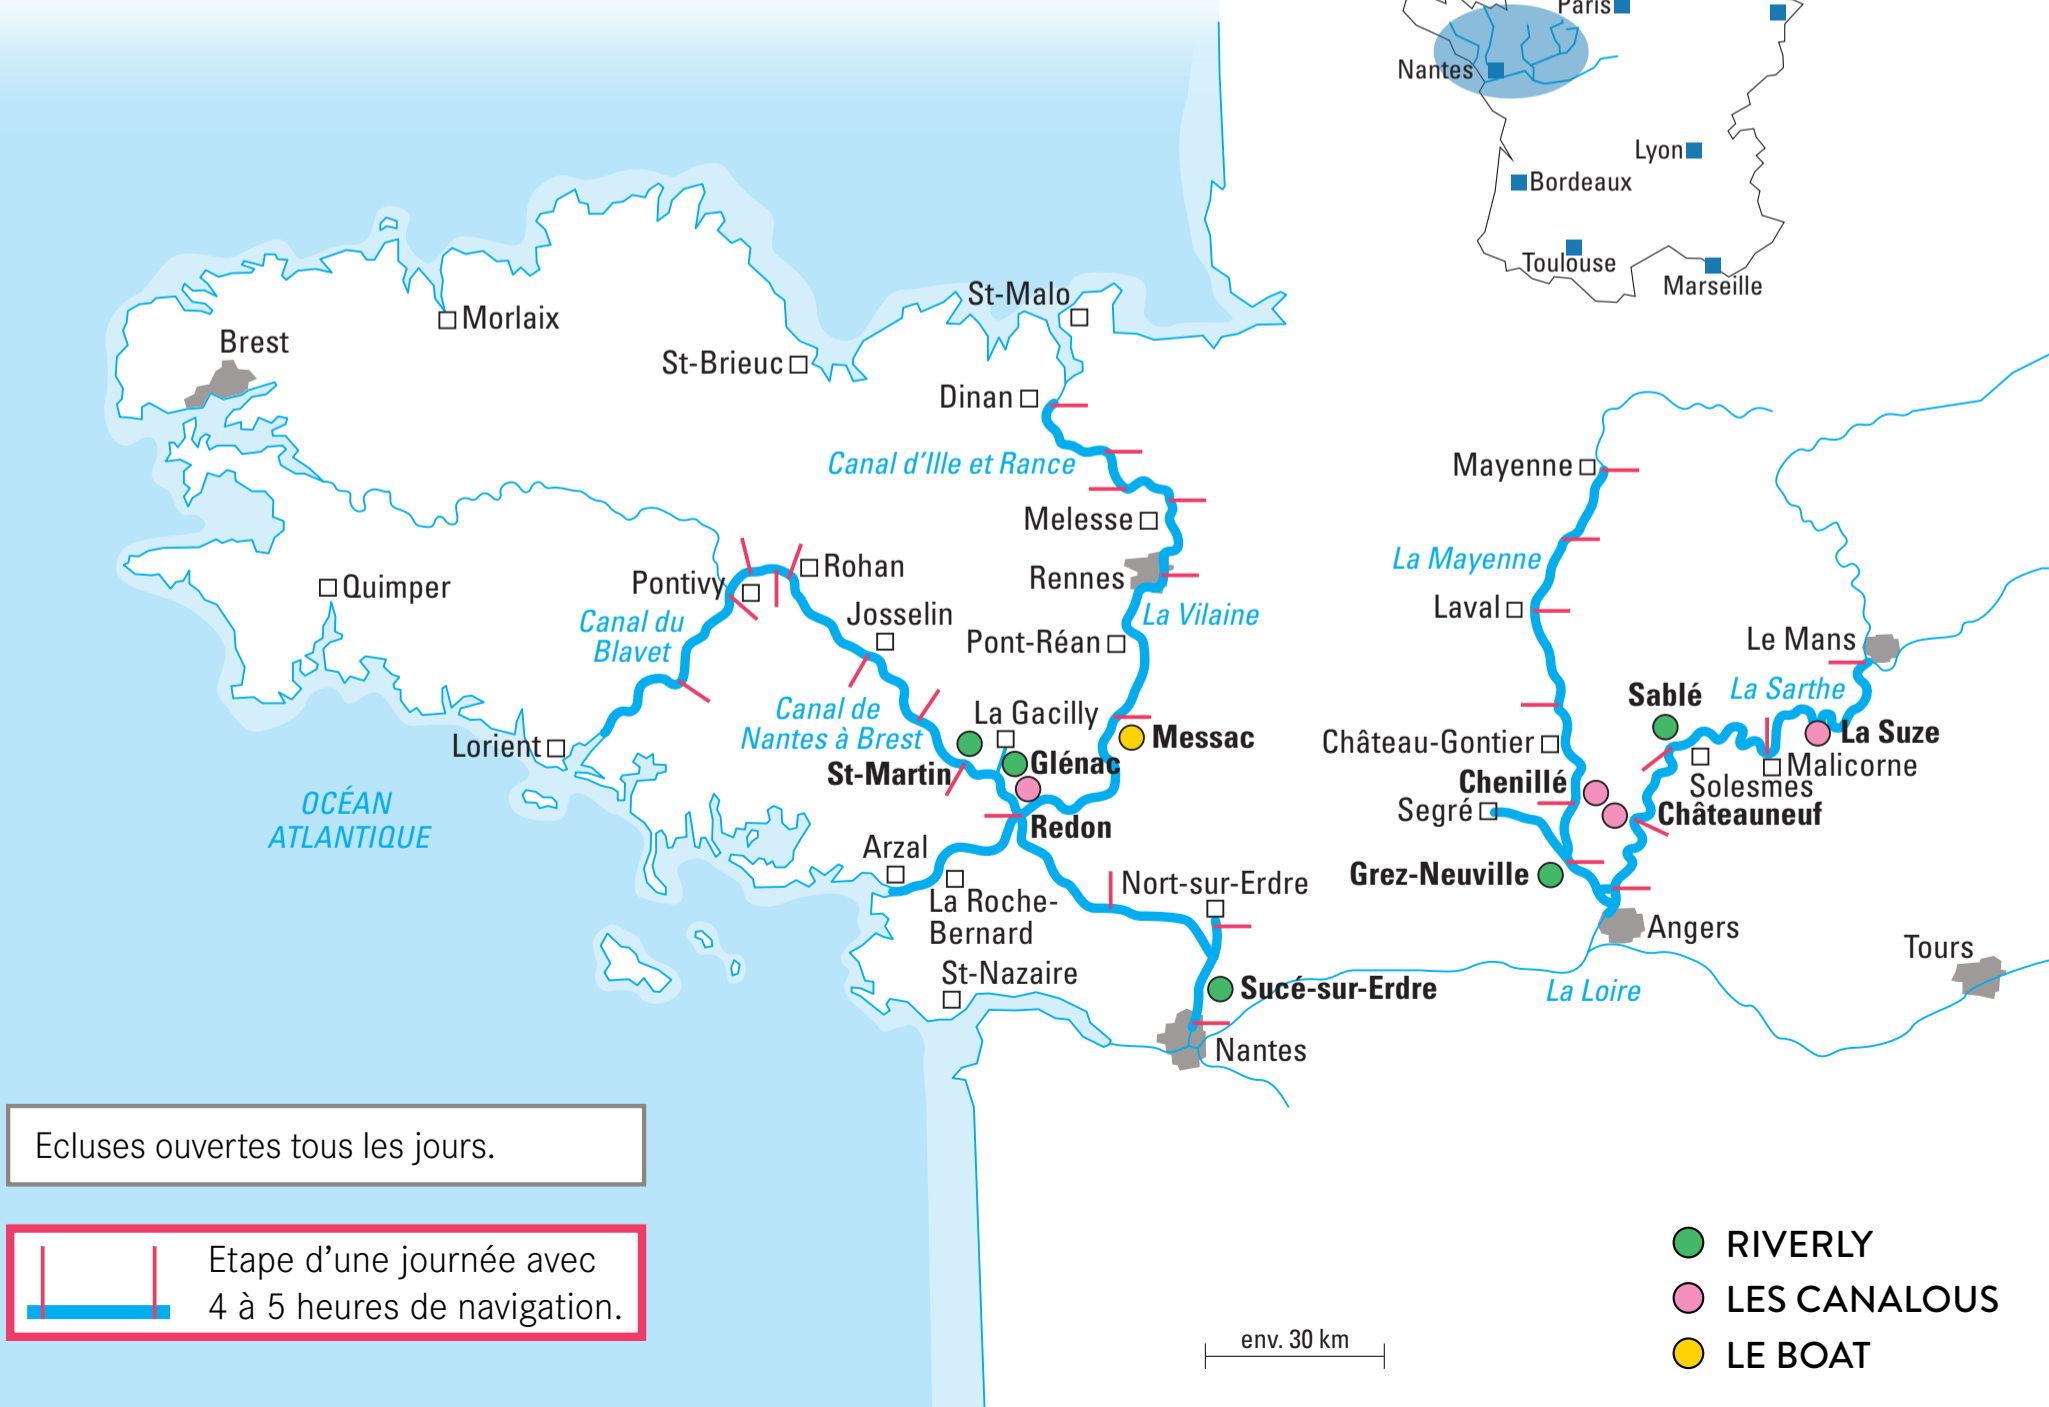 Paris
Nantes
Lyon
Bordeaux
Toulouse
Marseille
St-Malo
Morlaix
Brest
St-Brieuc
Dinan
Canal d'Ille et Rance
Mayenne
Melesse
La Mayenne
Rennes
Rohan
Pontivy
Quimper
Josselin
La Vilaine
Laval
Canal du
Blavet
Pont-Réan
Le Mans
La Sarthe
Sablé
Canal de
Nantes à Brest
La Gacilly
Messac
La Suze
Lorient
Château-Gontier
St-Martin
Glénac
Malicorne
Chenillé
Solesmes
OCÉAN
ATLANTIQUE
Segré
Châteauneuf
Redon
Arzal
Grez-Neuville
Nort-sur-Erdre
La Roche-
Bernard
Angers
Tours
St-Nazaire
Sucé-sur-Erdre
La Loire
Nantes
Ecluses ouvertes tous les jours.
Etape d'une journée avec
4 à 5 heures de navigation.
env. 30 km
RIVERLY
LES CANALOUS
LE BOAT